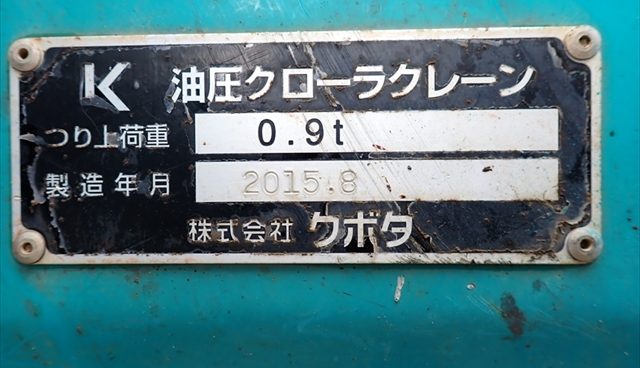 K 油圧クローラクレーン
つり上荷重 0.9t
製造年月 2015.8
株式会社 クボタ